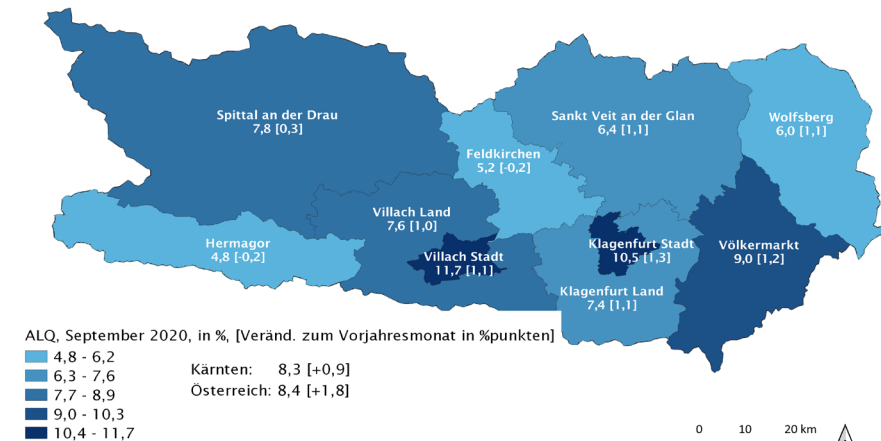 Spittal an der Drau
7,8 [0,3]
Sankt Veit an der Glan
6,4 [1,1]
Wolfsberg
6,0 [1,1]
Feldkirchen
5,2 [-0,2]
Villach Land
7,6 [1,0]
Hermagor
4,8 [-0,2]
Villach Stadt
11,7 [1,1]
Klagenfurt Stadt
10,5 [1,3]
Völkermarkt
9,0 [1,2]
Klagenfurt Land
7,4 [1,1]
ALQ, September 2020, in %, [Veränd. zum Vorjahresmonat in %punkten]
4,8 - 6,2
6,3 - 7,6
7,7 - 8,9
9,0 - 10,3
10,4 - 11,7
Kärnten: 8,3 [+0,9]
Österreich: 8,4 [+1,8]
0 10 20 km